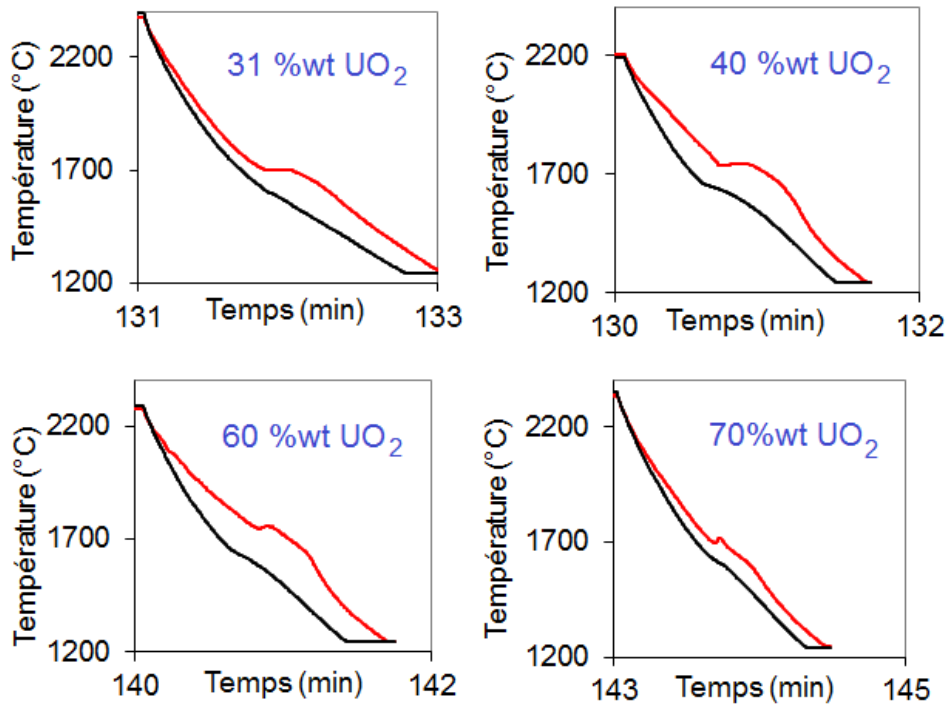 31 %wt UO₂
Température (°C)
2200
1700
1200
131
Temps (min)
133
40 %wt UO₂
Température (°C)
2200
1700
1200
130
Temps (min)
132
60 %wt UO₂
Température (°C)
2200
1700
1200
140
Temps (min)
142
70%wt UO₂
Température (°C)
2200
1700
1200
143
Temps (min)
145